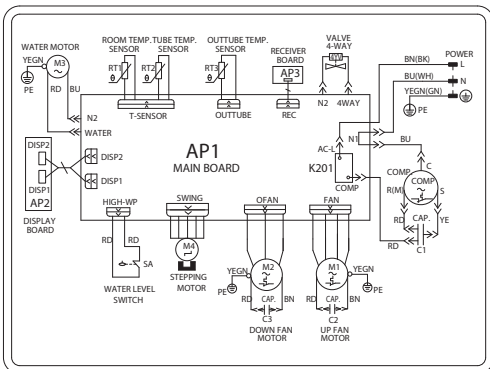 ROOM TEMP. SENSOR
TUBE TEMP. SENSOR
OUTTUBE TEMP. SENSOR
RECEIVER BOARD
VALVE 4-WAY
WATER MOTOR
YEGN
M3
PE
RD
BU
RT1
θ
RT2
θ
RT3
θ
AP3
BN(BK)
POWER
L
BU(WH)
N
YEGN(GN)
PE
N2
WATER
T-SENSOR
OUTTUBE
REC
N2
4WAY
N1
BU
AC-L
K201
COMP
AP1
MAIN BOARD
DISP2
DISP1
AP2
DISPLAY BOARD
DISP2
DISP1
C
COMP.
COMP
R(M)
S
RD
CAP.
YE
C1
RD
HIGH-WP
SWING
OFAN
FAN
RD
RD
SA
WATER LEVEL SWITCH
M4
STEPPING MOTOR
YEGN
PE
M2
RD
CAP.
BN
C3
DOWN FAN MOTOR
M1
YEGN
PE
RD
CAP.
BN
C2
UP FAN MOTOR